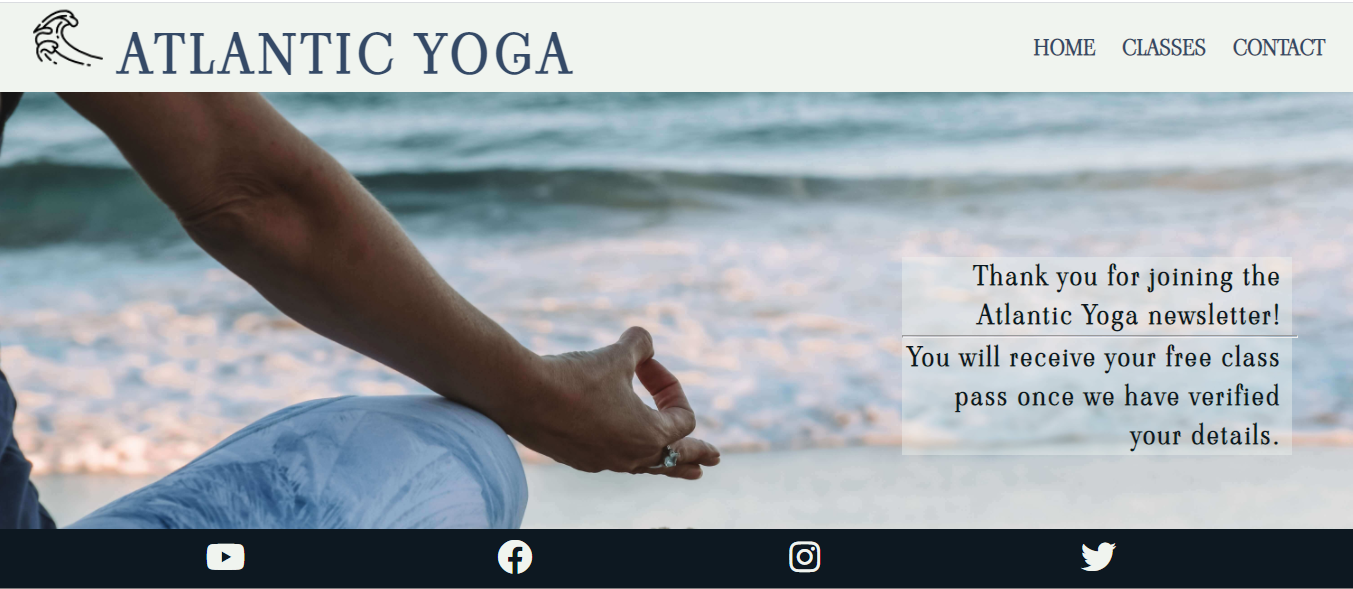 ATLANTIC YOGA
HOME CLASSES CONTACT
Thank you for joining the
Atlantic Yoga newsletter!
You will receive your free class
pass once we have verified
your details.